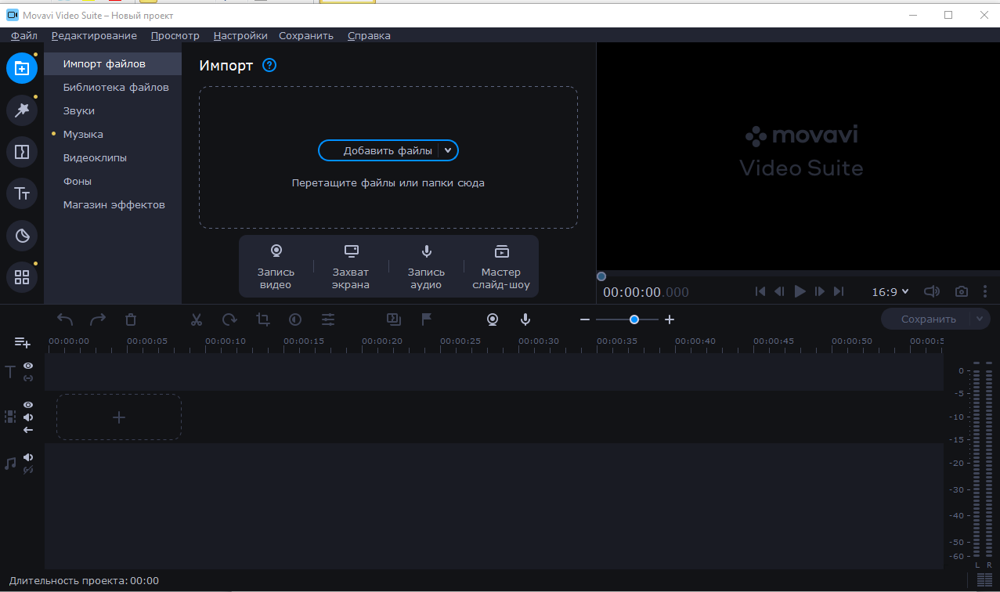 Movavi Video Suite – Новый проект
Файл Редактирование Просмотр Настройки Сохранить Справка
Импорт файлов
Библиотека файлов
Звуки
Музыка
Видеоклипы
Фоны
Магазин эффектов
Импорт ?
Добавить файлы
Перетащите файлы или папки сюда
Запись
видео
Захват
экрана
Запись
аудио
Мастер
слайд-шоу
movavi
Video Suite
00:00:00.000
16:9
Сохранить
00:00:00 00:00:05 00:00:10 00:00:15 00:00:20 00:00:25 00:00:30 00:00:35 00:00:40 00:00:45 00:00:50 00:00:5
0
-5
-10
-15
-20
-30
-40
-50
-60
L R
Длительность проекта: 00:00